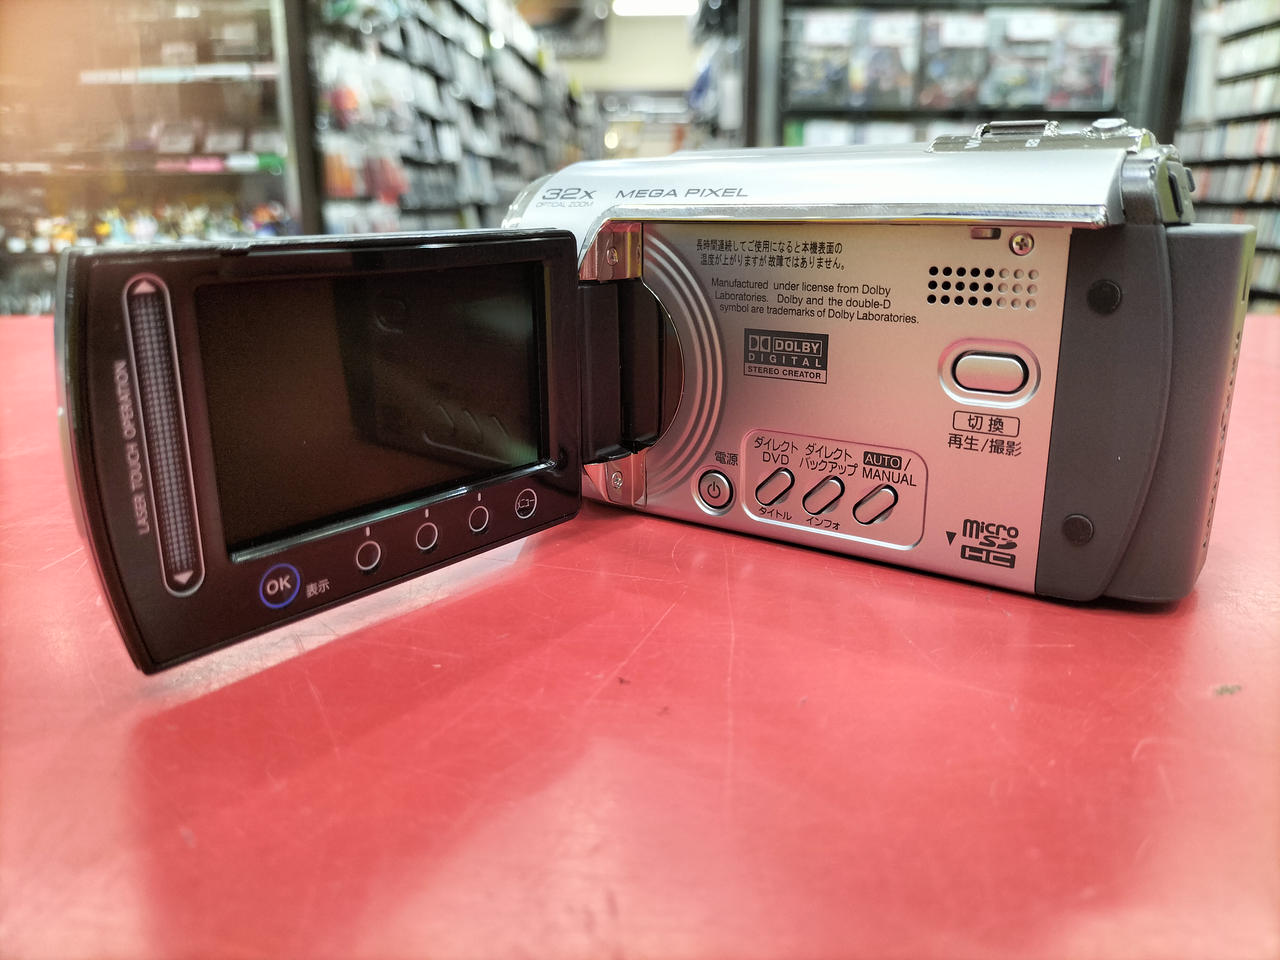 32x MEGA PIXEL
OPTICAL ZOOM
長時間連続してご使用になると本機表面の
温度が上がりますが故障ではありません。
Manufactured under license from Dolby
Laboratories. Dolby and the double-D
symbol are trademarks of Dolby Laboratories.
DOLBY
DIGITAL
STEREO CREATOR
切換
再生/撮影
電源
ダイレクト
DVD
タイトル
ダイレクト
バックアップ
インフォ
AUTO/
MANUAL
micro
SD
HC
LASER TOUCH OPERATION
OK
表示